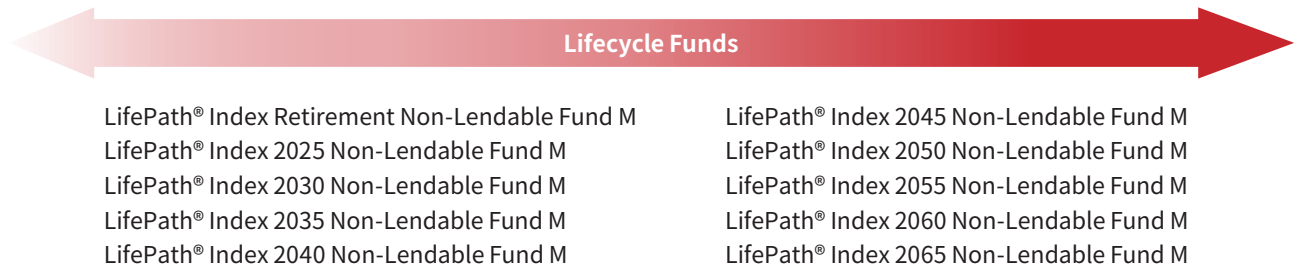 Lifecycle Funds
LifePath® Index Retirement Non-Lendable Fund M
LifePath® Index 2025 Non-Lendable Fund M
LifePath® Index 2030 Non-Lendable Fund M
LifePath® Index 2035 Non-Lendable Fund M
LifePath® Index 2040 Non-Lendable Fund M
LifePath® Index 2045 Non-Lendable Fund M
LifePath® Index 2050 Non-Lendable Fund M
LifePath® Index 2055 Non-Lendable Fund M
LifePath® Index 2060 Non-Lendable Fund M
LifePath® Index 2065 Non-Lendable Fund M